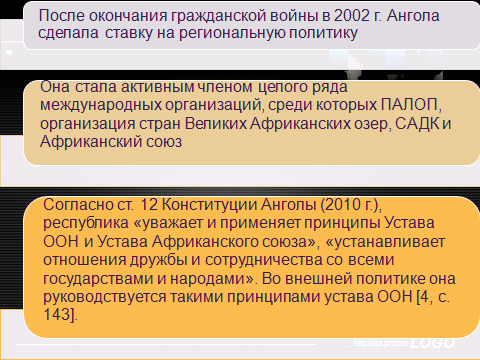 После окончания гражданской войны в 2002 г. Ангола
сделала ставку на региональную политику
Она стала активным членом целого ряда
международных организаций, среди которых ПАЛОП,
организация стран Великих Африканских озер, САДК и
Африканский союз
Согласно ст. 12 Конституции Анголы (2010 г.),
республика «уважает и применяет принципы Устава
ООН и Устава Африканского союза», «устанавливает
отношения дружбы и сотрудничества со всеми
государствами и народами». Во внешней политике она
руководствуется такими принципами устава ООН [4, с.
143].
LOGO